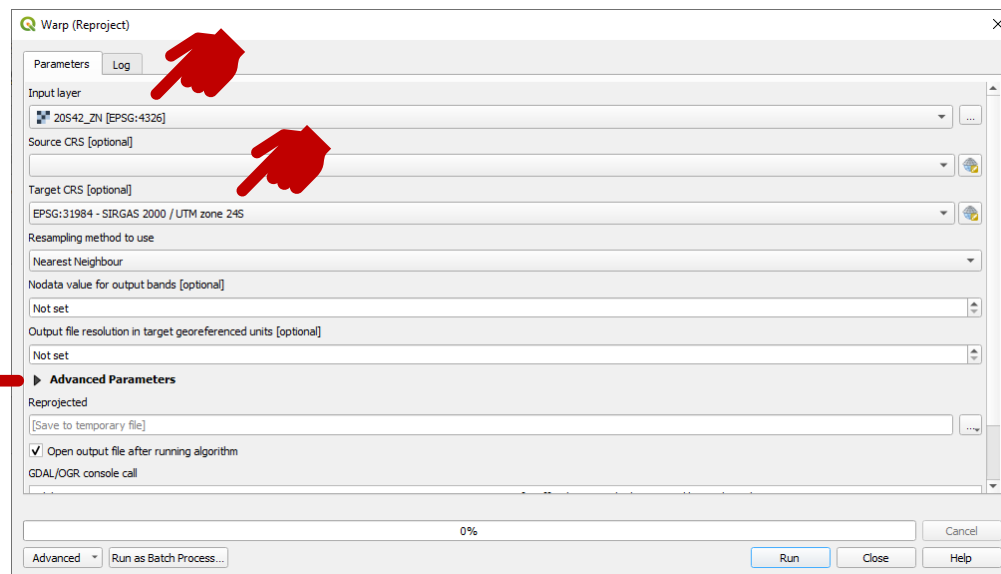 Warp (Reproject)
Parameters Log
Input layer
20S42_ZN [EPSG:4326]
...
Source CRS [optional]
Target CRS [optional]
EPSG:31984 - SIRGAS 2000 / UTM zone 24S
Resampling method to use
Nearest Neighbour
Nodata value for output bands [optional]
Not set
Output file resolution in target georeferenced units [optional]
Not set
Advanced Parameters
Reprojected
[Save to temporary file]
...
Open output file after running algorithm
GDAL/OGR console call
0%
Cancel
Advanced Run as Batch Process... Run Close Help